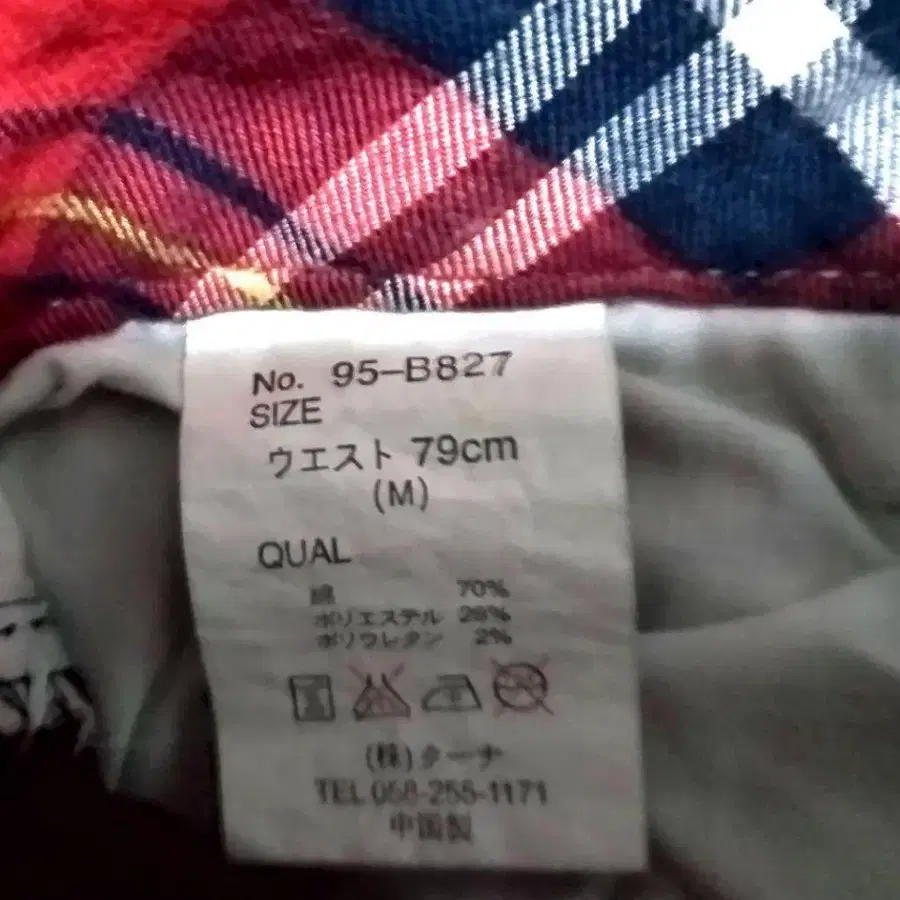 No. 95-B827
SIZE
ウエスト 79cm
(M)
QUAL
綿 70%
ポリエステル 28%
ポリウレタン 2%
(株)ターナ
TEL 058-255-1171
中国製